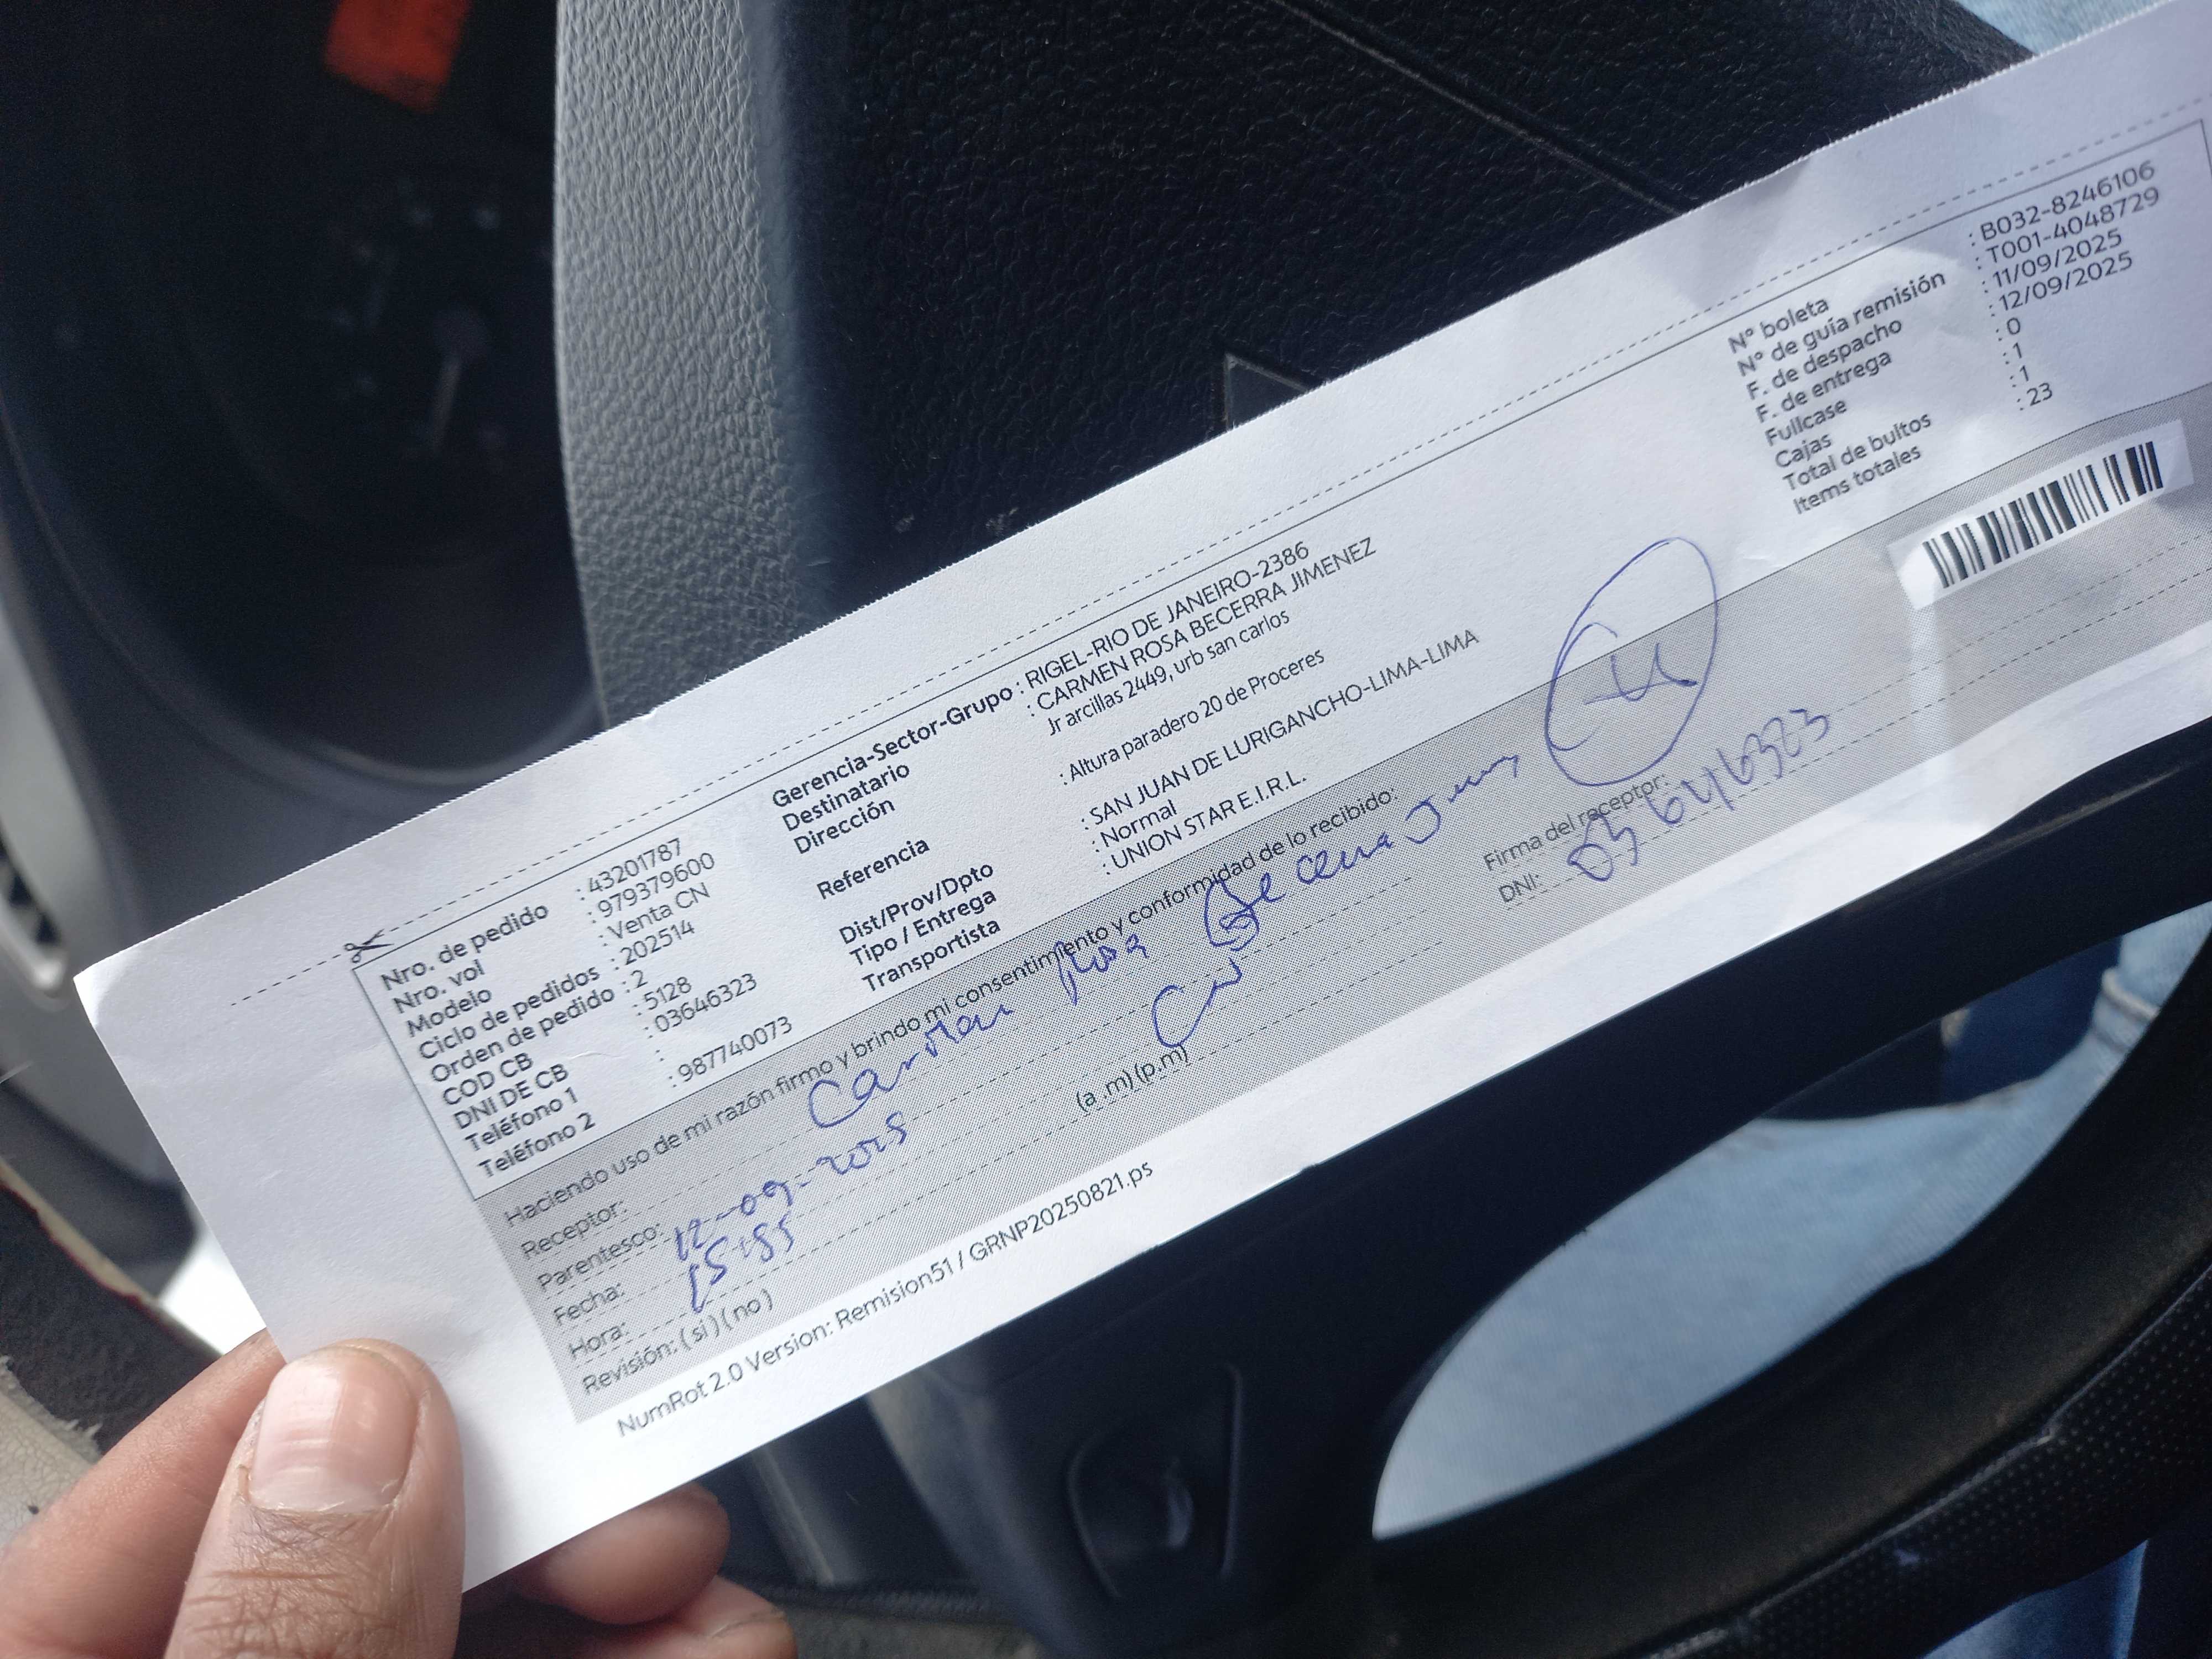 Nro. de pedido : 43201787
Nro. vol : 979379600
Modelo : Venta CN
Ciclo de pedidos : 202514
Orden de pedido : 2
COD CB : 5128
DNI DE CB : 03646323
Teléfono 1 :
Teléfono 2 : 987740073
Gerencia-Sector-Grupo : RIGEL-RIO DE JANEIRO-2386
Destinatario : CARMEN ROSA BECERRA JIMENEZ
Dirección Jr arcillas 2449, urb san carlos
Referencia : Altura paradero 20 de Proceres
Dist/Prov/Dpto : SAN JUAN DE LURIGANCHO-LIMA-LIMA
Tipo / Entrega : Normal
Transportista : UNION STAR E.I.R.L.
N° boleta : B032-8246106
N° de guía remisión : T001-4048729
F. de despacho : 11/09/2025
F. de entrega : 12/09/2025
Fullcase : 0
Cajas : 1
Total de bultos : 1
Items totales : 23
Haciendo uso de mi razón firmo y brindo mi consentimiento y conformidad de lo recibido:
Receptor: Carmen Rosa Becerra
Parentesco:
Fecha: 12-09-2025
Hora: (a .m) (p.m)
Revisión: ( si ) ( no )
Firma del receptor:
DNI: 03646323
NumRot 2.0 Version: Remision51 / GRNP20250821.ps